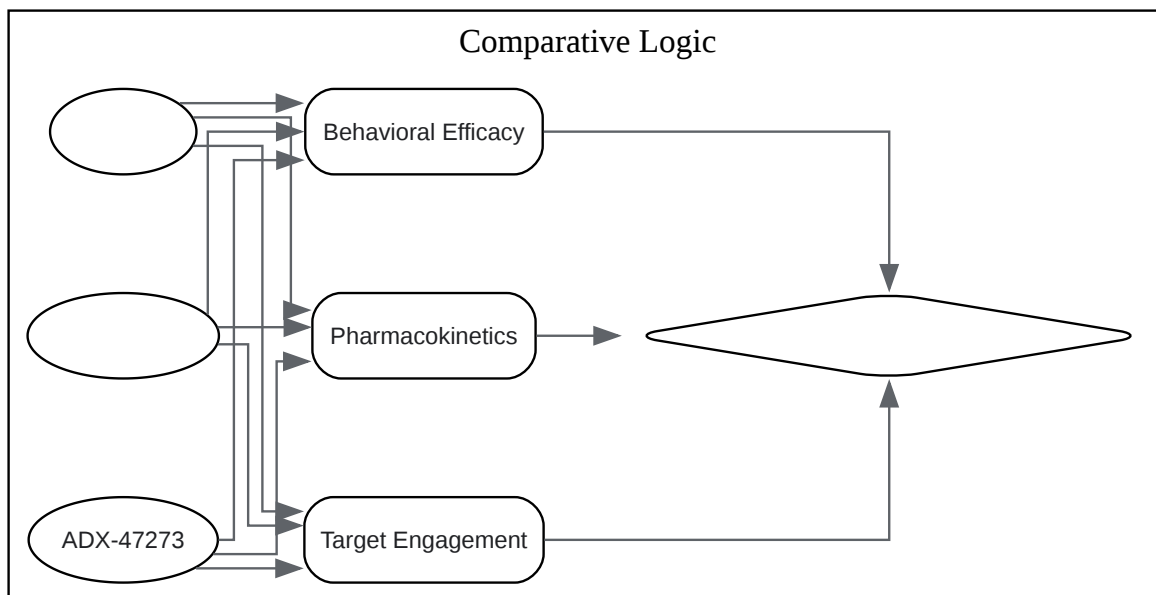 Comparative Logic
Behavioral Efficacy
Pharmacokinetics
ADX-47273
Target Engagement